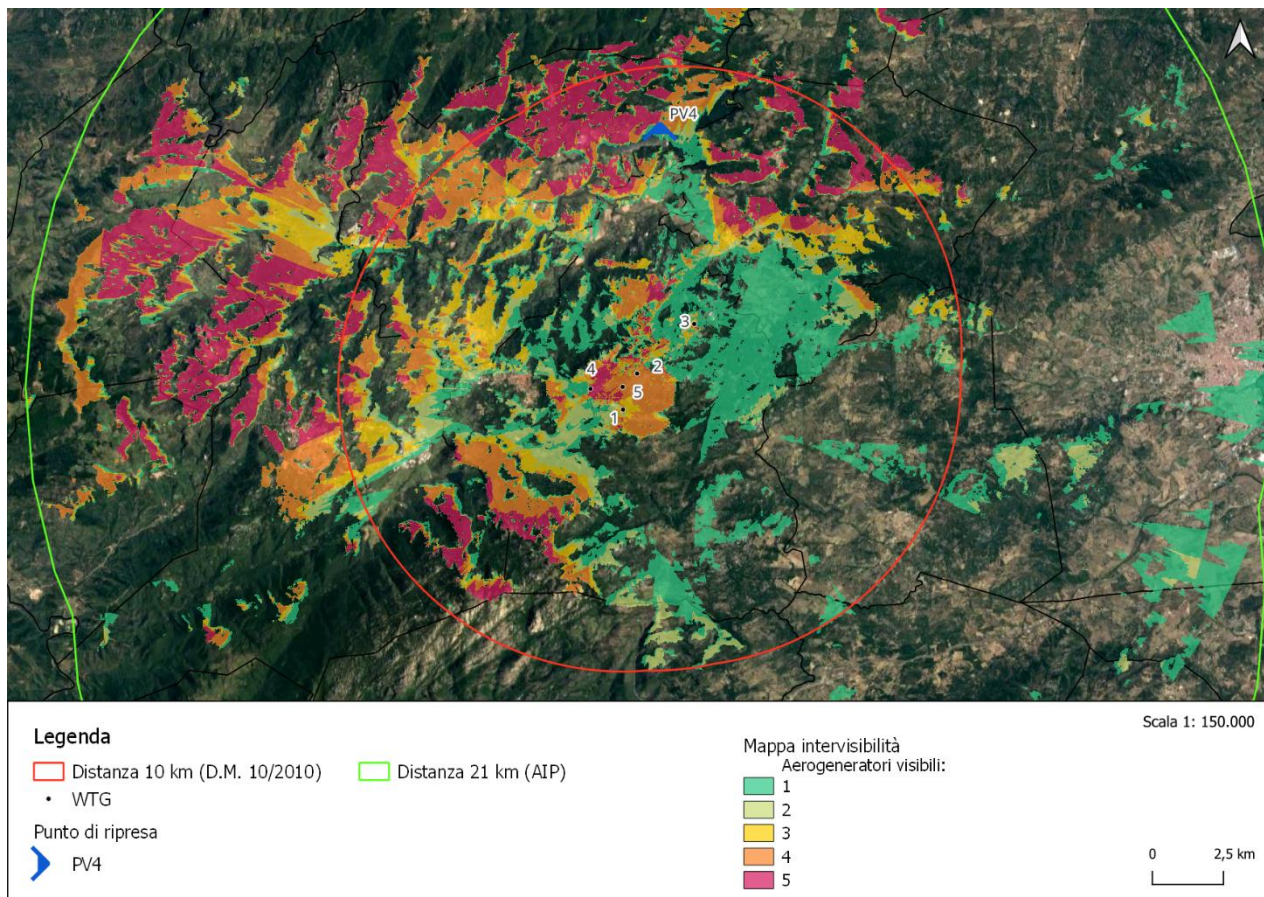 PV4
3
4
2
5
1
Scala 1: 150.000
Legenda
Distanza 10 km (D.M. 10/2010)
Distanza 21 km (AIP)
WTG
Punto di ripresa
PV4
Mappa intervisibilità
Aerogeneratori visibili:
1
2
3
4
5
0 2,5 km